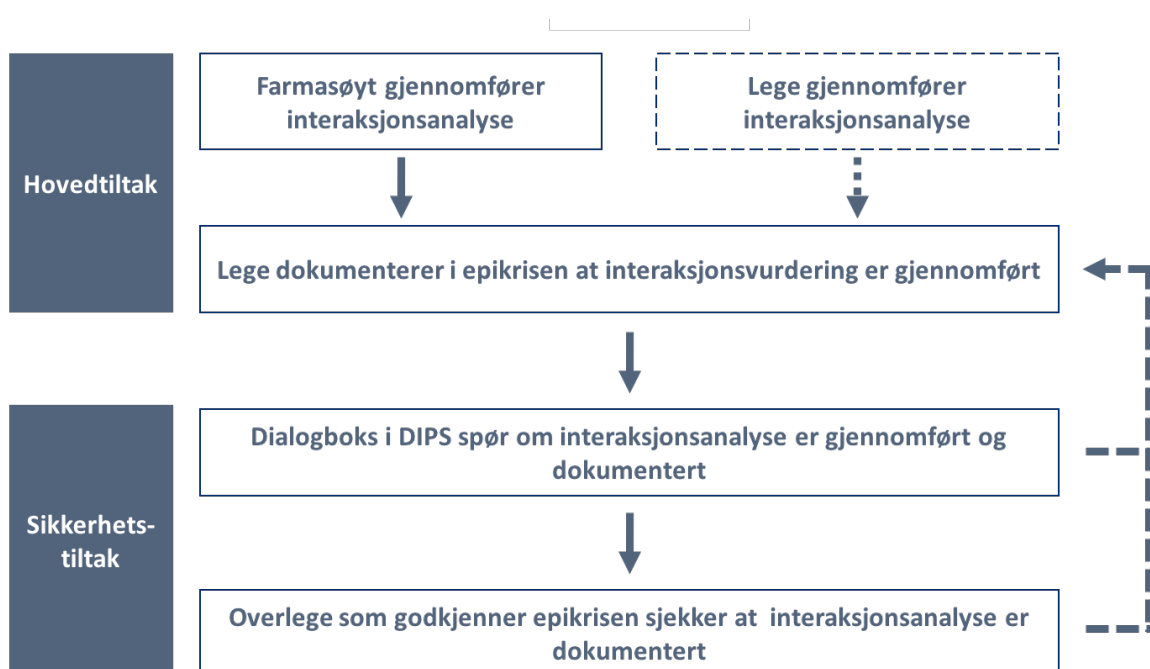 Hovedtiltak
Farmasøyt gjennomfører
interaksjonsanalyse
Lege gjennomfører
interaksjonsanalyse
Lege dokumenterer i epikrisen at interaksjonsvurdering er gjennomført
Sikkerhets-
tiltak
Dialogboks i DIPS spør om interaksjonsanalyse er gjennomført og
dokumentert
Overlege som godkjenner epikrisen sjekker at interaksjonsanalyse er
dokumentert